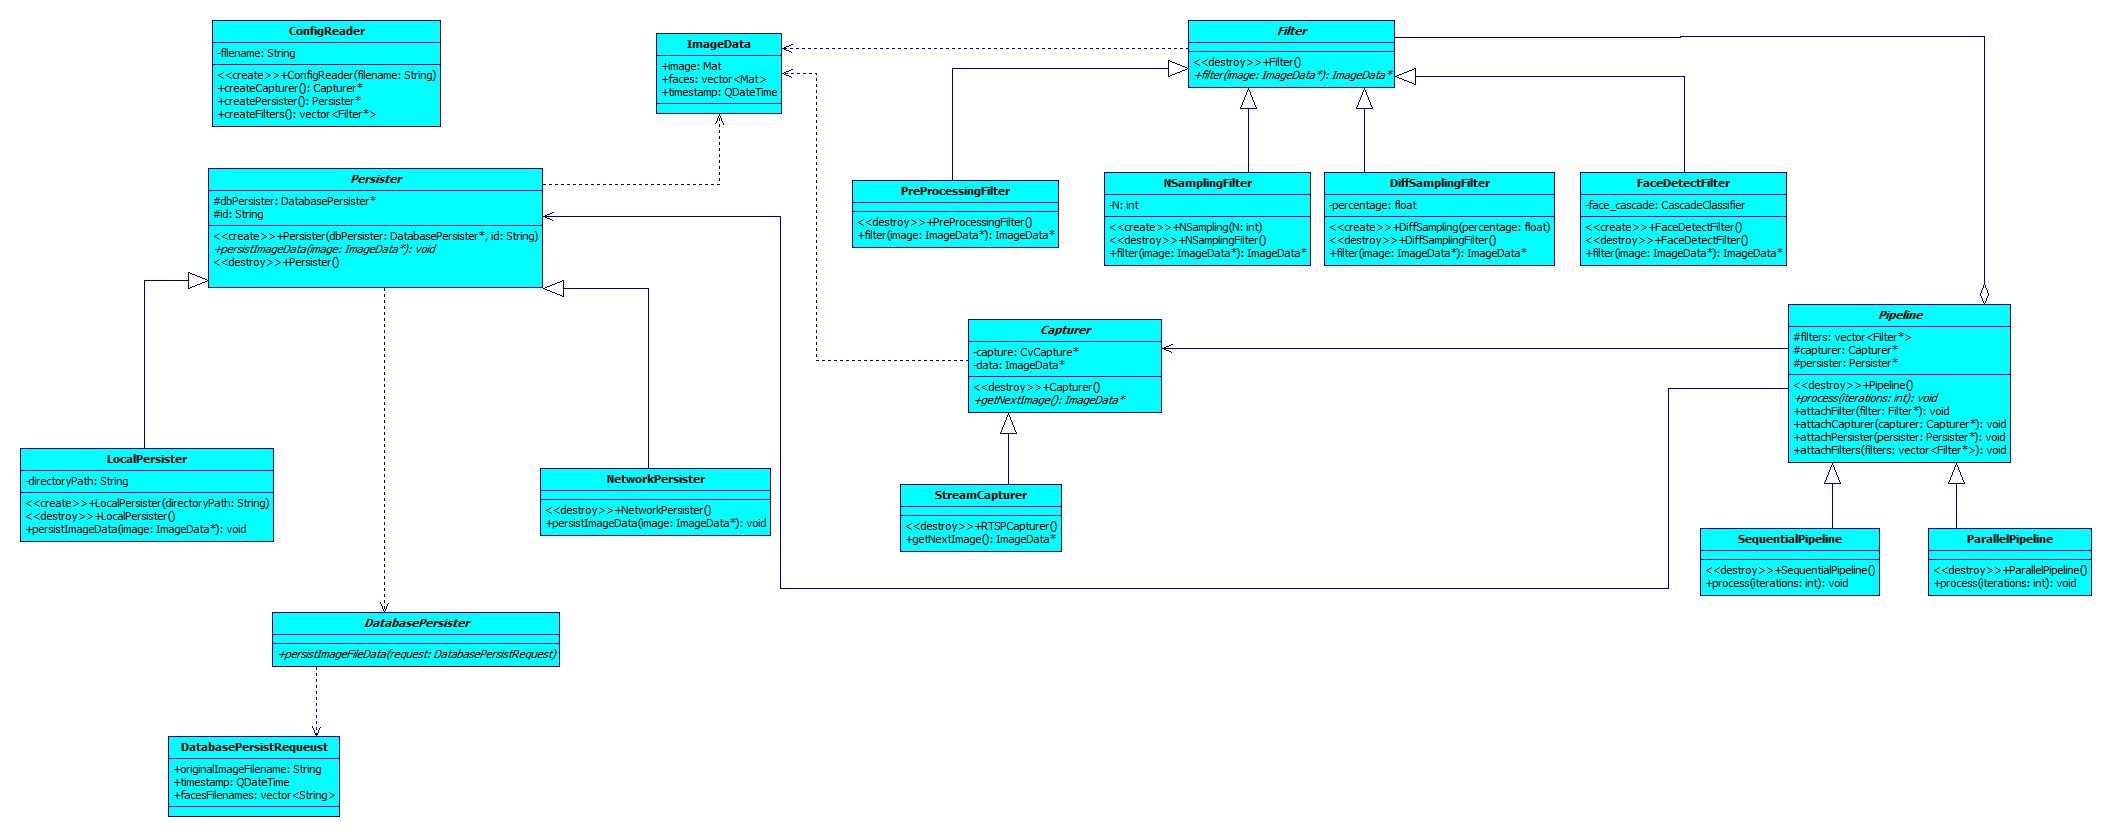 ConfigReader
-filename: String
<<create>>+ConfigReader(filename: String)
+createCapturer(): Capturer*
+createPersister(): Persister*
+createFilters(): vector<Filter*>
ImageData
+image: Mat
+faces: vector<Mat>
+timestamp: QDateTime
Filter
<<destroy>>+Filter()
+filter(image: ImageData*): ImageData*
Persister
#dbPersister: DatabasePersister*
#id: String
<<create>>+Persister(dbPersister: DatabasePersister*, id: String)
+persistImageData(image: ImageData*): void
<<destroy>>+Persister()
PreProcessingFilter
<<destroy>>+PreProcessingFilter()
+filter(image: ImageData*): ImageData*
NSamplingFilter
-N: int
<<create>>+NSampling(N: int)
<<destroy>>+NSamplingFilter()
+filter(image: ImageData*): ImageData*
DiffSamplingFilter
-percentage: float
<<create>>+DiffSampling(percentage: float)
<<destroy>>+DiffSamplingFilter()
+filter(image: ImageData*): ImageData*
FaceDetectFilter
-face_cascade: CascadeClassifier
<<create>>+FaceDetectFilter()
<<destroy>>+FaceDetectFilter()
+filter(image: ImageData*): ImageData*
Capturer
-capture: CvCapture*
-data: ImageData*
<<destroy>>+Capturer()
+getNextImage(): ImageData*
Pipeline
#filters: vector<Filter*>
#capturer: Capturer*
#persister: Persister*
<<destroy>>+Pipeline()
+process(iterations: int): void
+attachFilter(filter: Filter*): void
+attachCapturer(capturer: Capturer*): void
+attachPersister(persister: Persister*): void
+attachFilters(filters: vector<Filter*>): void
LocalPersister
-directoryPath: String
<<create>>+LocalPersister(directoryPath: String)
<<destroy>>+LocalPersister()
+persistImageData(image: ImageData*): void
NetworkPersister
<<destroy>>+NetworkPersister()
+persistImageData(image: ImageData*): void
StreamCapturer
<<destroy>>+RTSPCapturer()
+getNextImage(): ImageData*
SequentialPipeline
<<destroy>>+SequentialPipeline()
+process(iterations: int): void
ParallelPipeline
<<destroy>>+ParallelPipeline()
+process(iterations: int): void
DatabasePersister
+persistImageFileData(request: DatabasePersistRequest)
DatabasePersistRequeust
+originalImageFilename: String
+timestamp: QDateTime
+facesFilenames: vector<String>